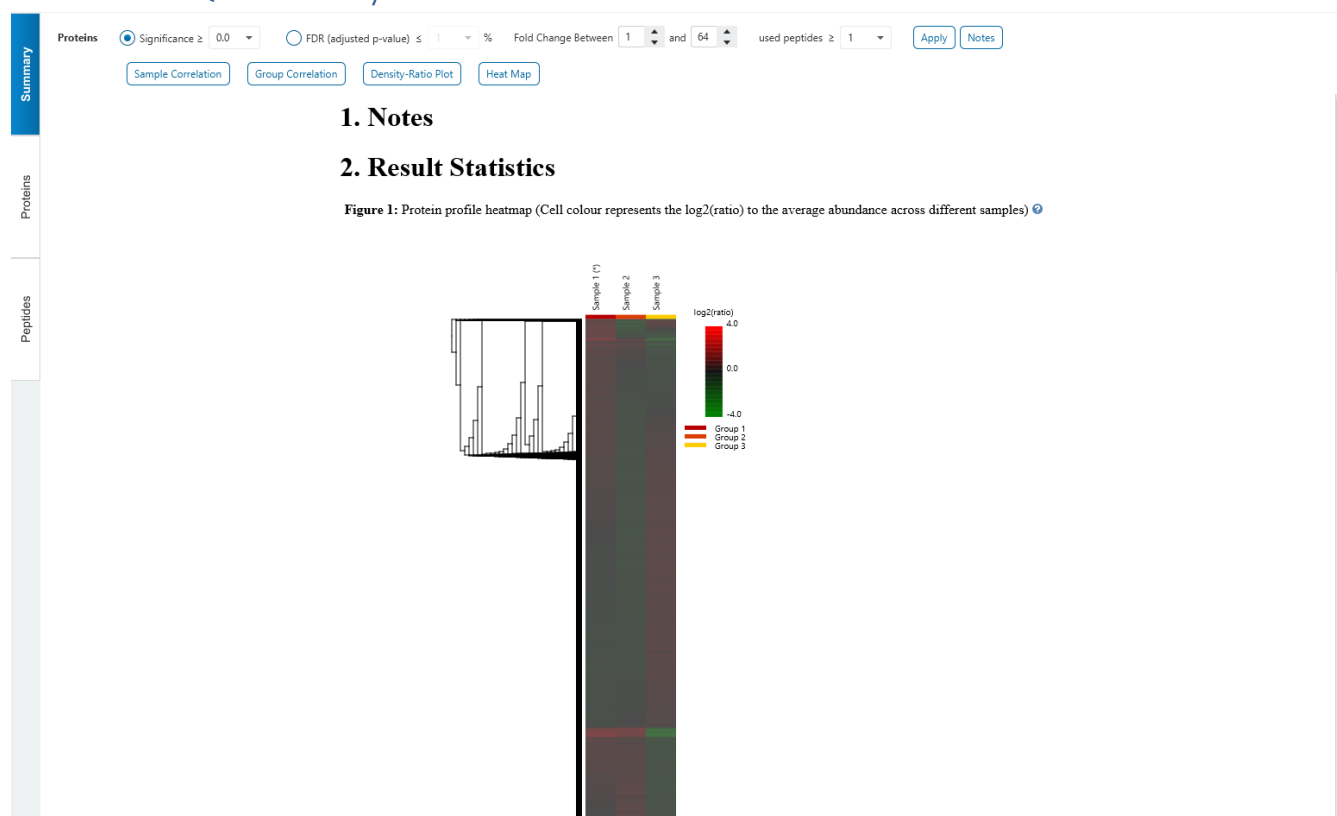 Summary
Proteins
Peptides
Proteins Significance ≥ 0.0 FDR (adjusted p-value) ≤ 1 % Fold Change Between 1 and 64 used peptides ≥ 1 Apply Notes
Sample Correlation Group Correlation Density-Ratio Plot Heat Map
1. Notes
2. Result Statistics
Figure 1: Protein profile heatmap (Cell colour represents the log2(ratio) to the average abundance across different samples) ?
Sample 1 (*)
Sample 2
Sample 3
log2(ratio)
4.0
0.0
-4.0
Group 1
Group 2
Group 3